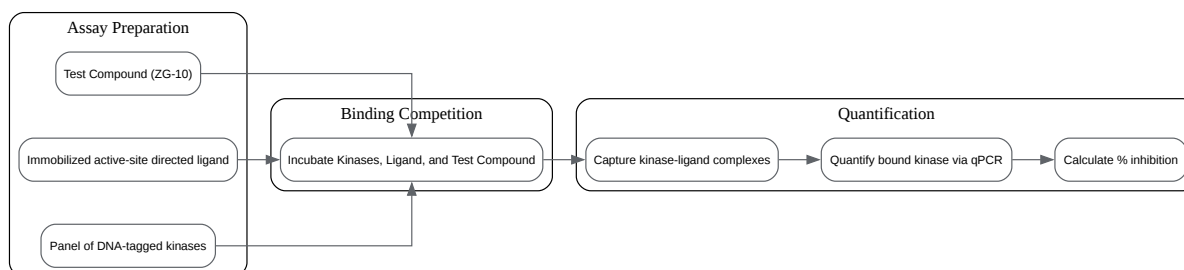 Assay Preparation
Test Compound (ZG-10)
Immobilized active-site directed ligand
Panel of DNA-tagged kinases
Binding Competition
Incubate Kinases, Ligand, and Test Compound
Quantification
Capture kinase-ligand complexes
Quantify bound kinase via qPCR
Calculate % inhibition